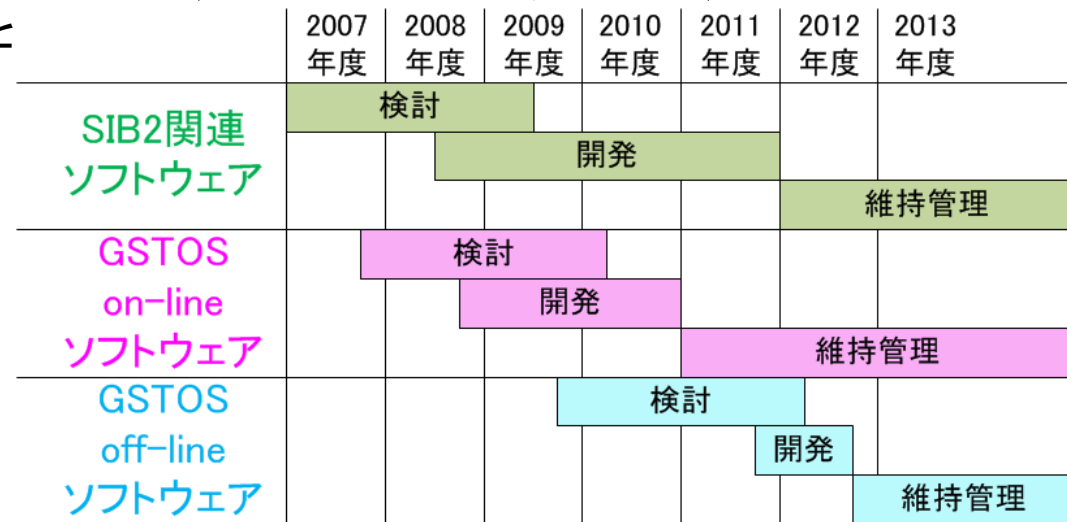 2007 2008 2009 2010 2011 2012 2013
年度 年度 年度 年度 年度 年度 年度
検討
SIB2関連
開発
ソフトウェア
維持管理
GSTOS
検討
on-line
開発
ソフトウェア
維持管理
GSTOS
検討
off-line
開発
ソフトウェア
維持管理